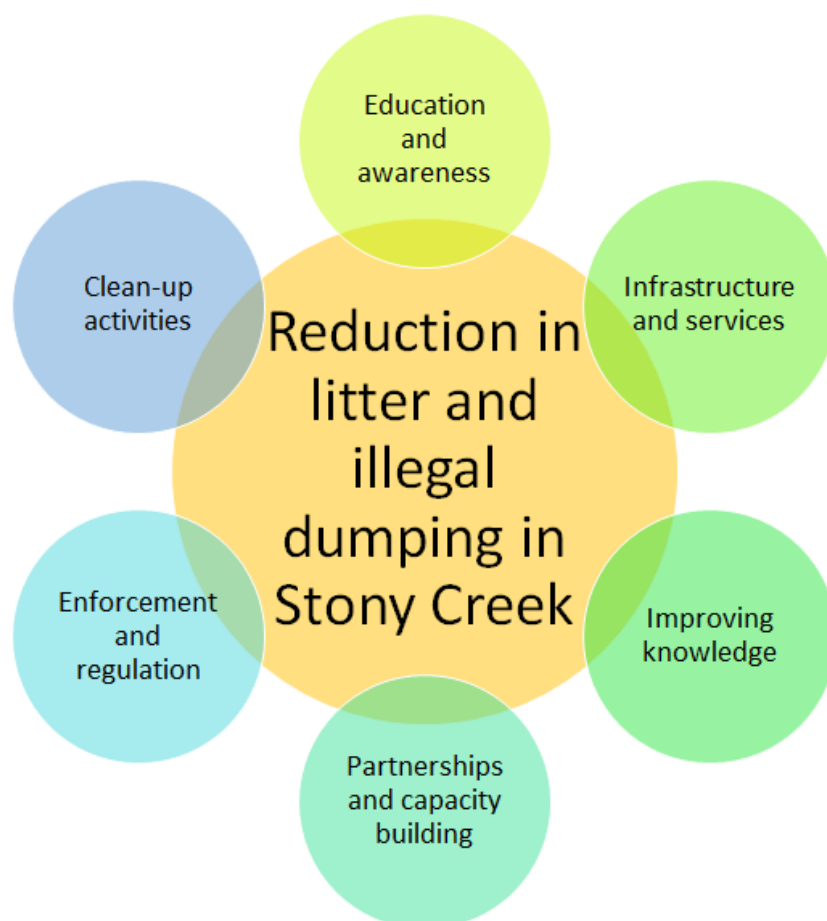 Education
and
awareness
Clean-up
activities
Infrastructure
and services
Reduction in
litter and
illegal
dumping in
Stony Creek
Enforcement
and
regulation
Improving
knowledge
Partnerships
and capacity
building